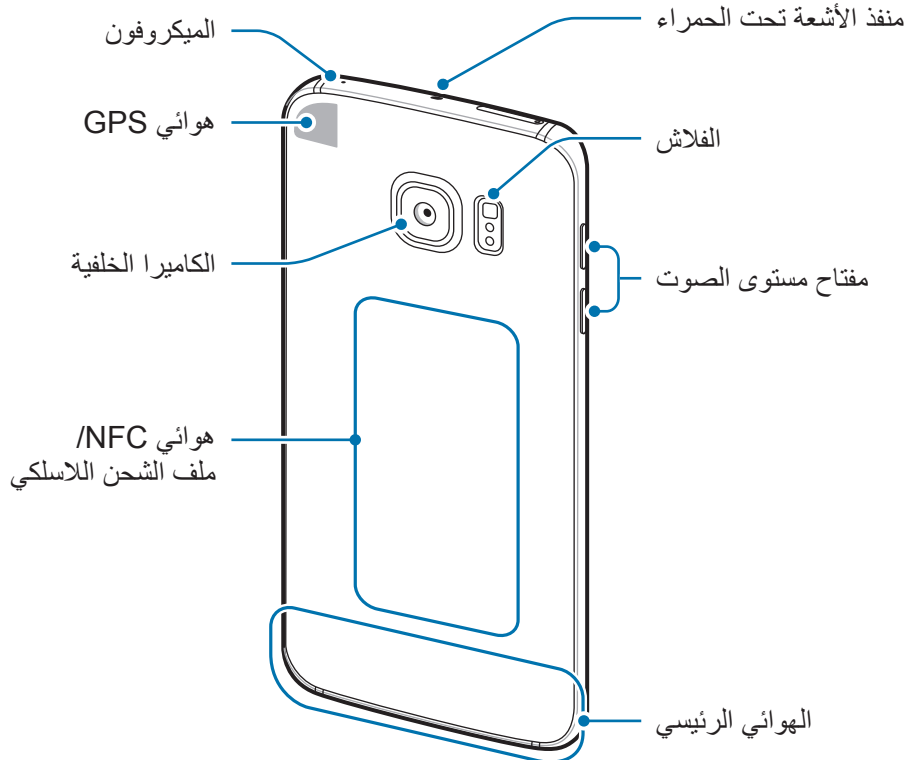 منفذ الأشعة تحت الحمراء
الميكروفون
هوائي GPS
الفلاش
الكاميرا الخلفية
مفتاح مستوى الصوت
هوائي NFC/
ملف الشحن اللاسلكي
الهوائي الرئيسي